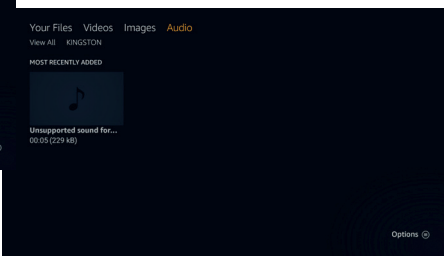 Your Files Videos Images Audio
View All KINGSTON
MOST RECENTLY ADDED
Unsupported sound for...
00:05 (229 kB)
Options